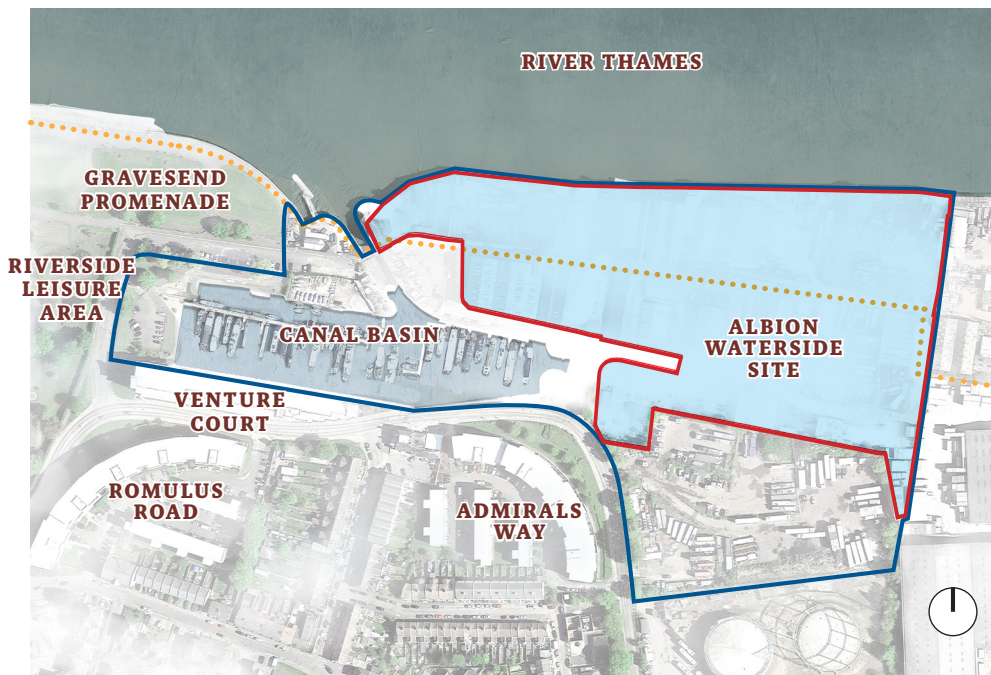 RIVER THAMES
GRAVESEND
PROMENADE
RIVERSIDE
LEISURE
AREA
CANAL BASIN
ALBION
WATERSIDE
SITE
VENTURE
COURT
ROMULUS
ROAD
ADMIRALS
WAY